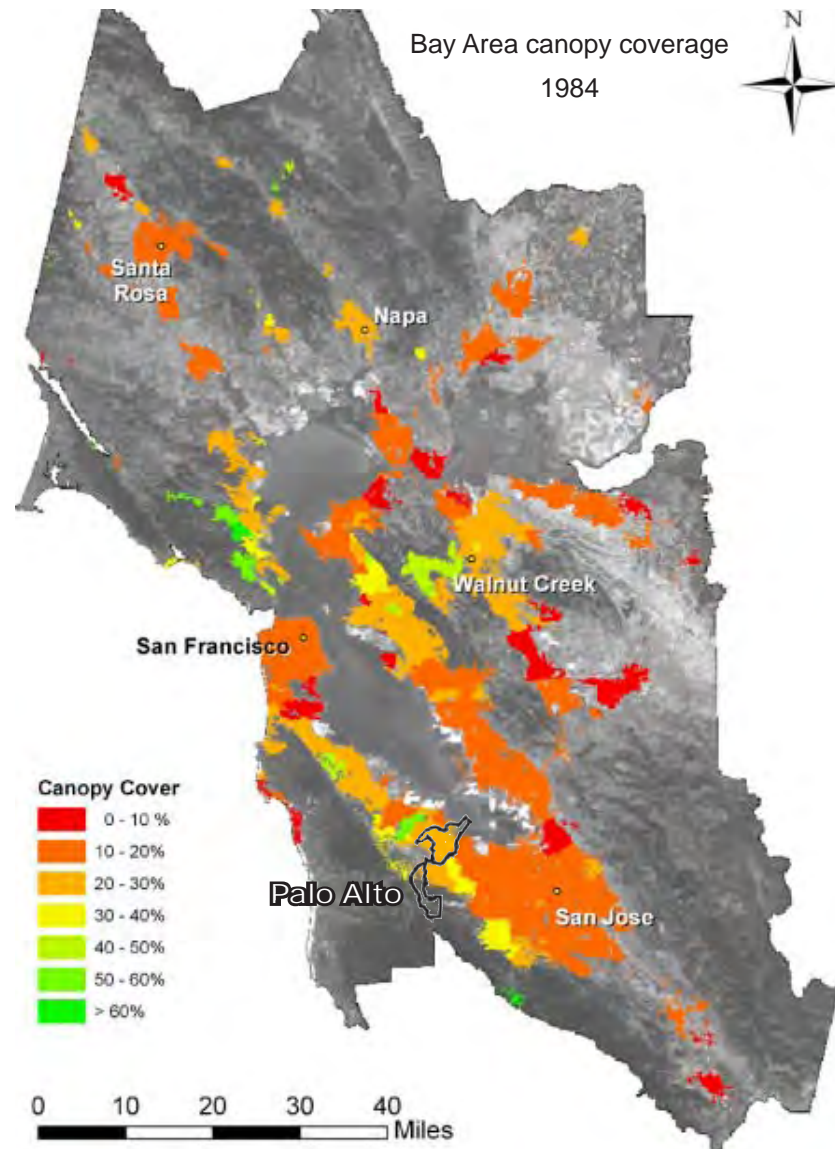 Bay Area canopy coverage
1984
N
Santa
Rosa
Napa
Walnut Creek
San Francisco
Canopy Cover
0 - 10 %
10 - 20%
20 - 30%
30 - 40%
40 - 50%
50 - 60%
> 60%
Palo Alto
San Jose
0 10 20 30 40
Miles